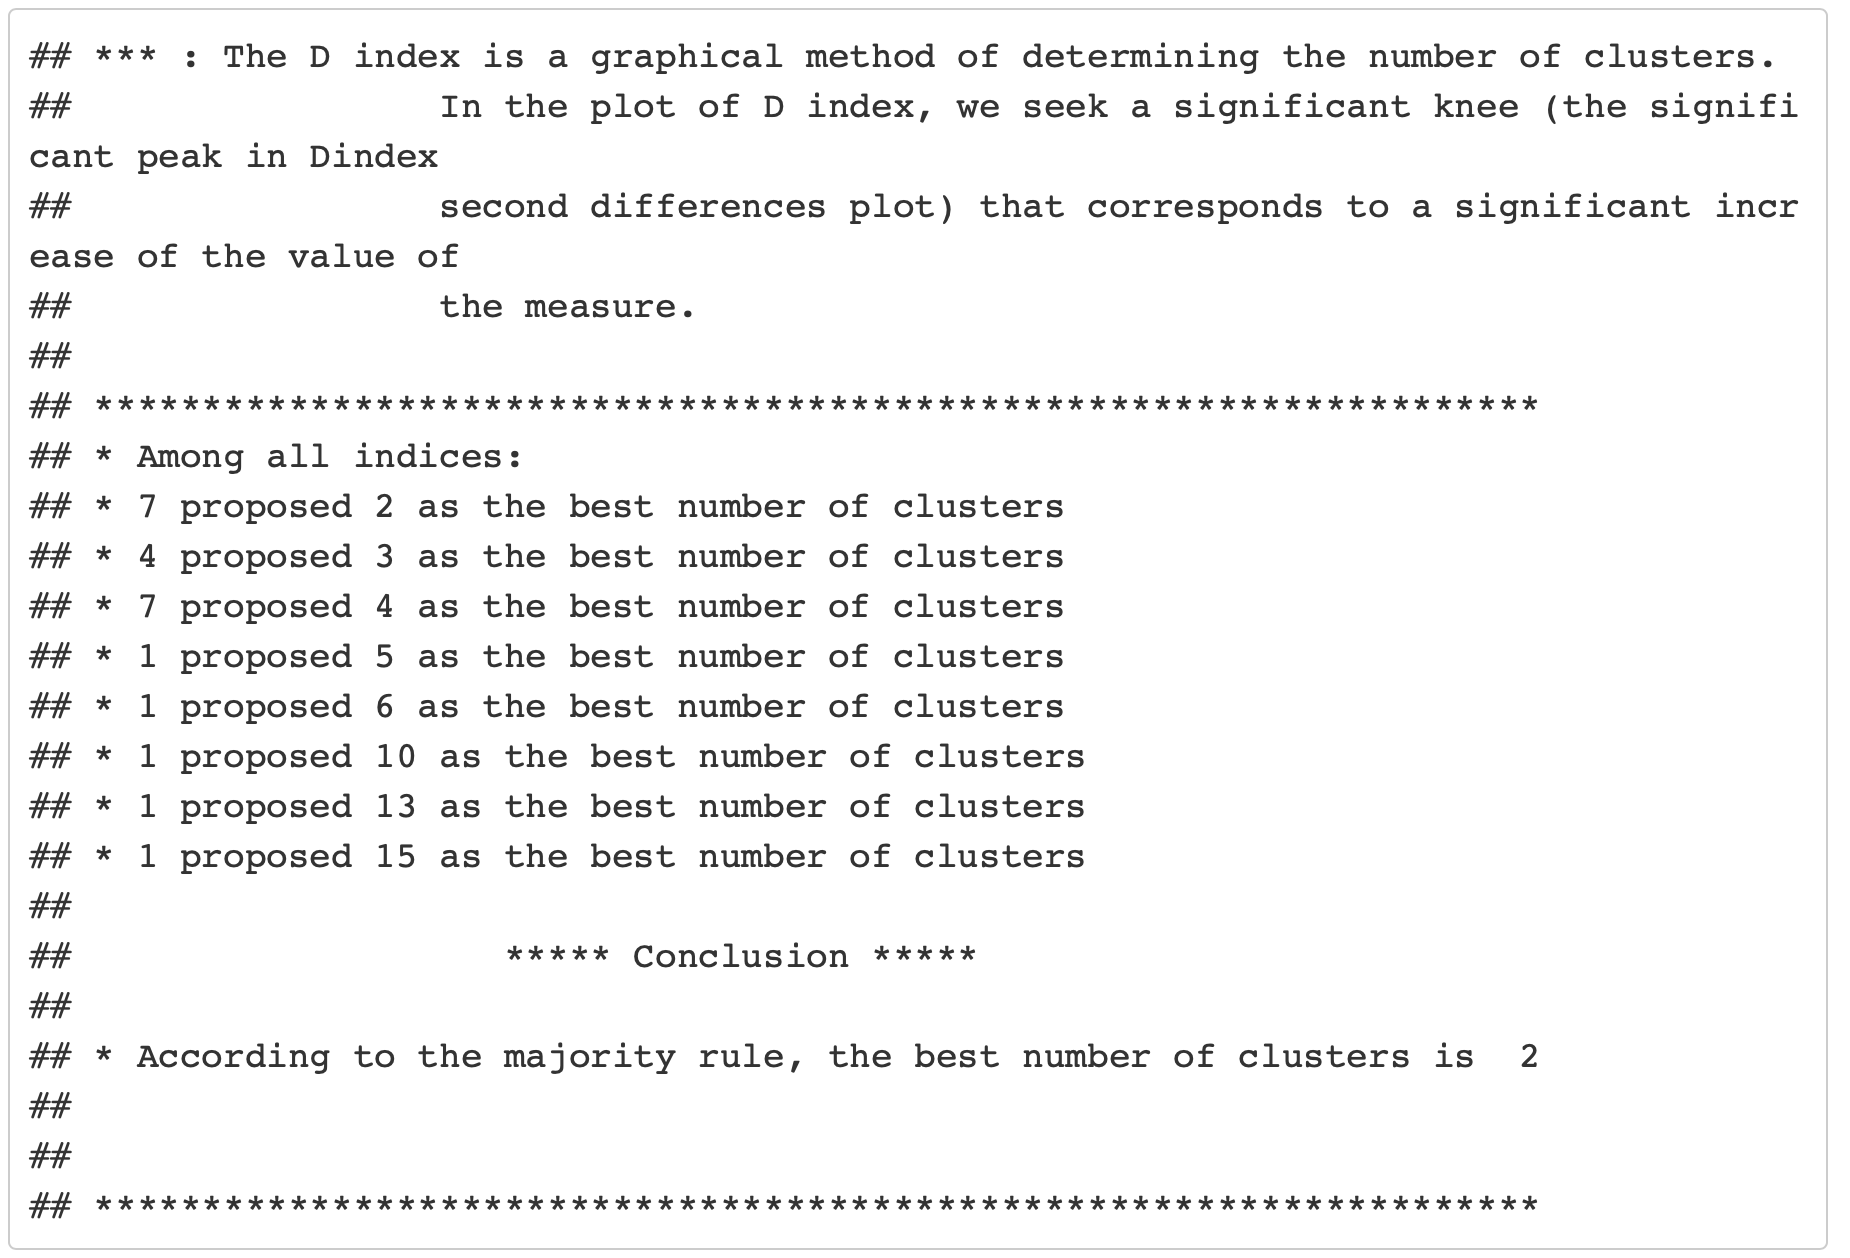 ## *** : The D index is a graphical method of determining the number of clusters.
##                 In the plot of D index, we seek a significant knee (the signifi
cant peak in Dindex
##                 second differences plot) that corresponds to a significant incr
ease of the value of
##                 the measure.
##
## *******************************************************************
## * Among all indices:
## * 7 proposed 2 as the best number of clusters
## * 4 proposed 3 as the best number of clusters
## * 7 proposed 4 as the best number of clusters
## * 1 proposed 5 as the best number of clusters
## * 1 proposed 6 as the best number of clusters
## * 1 proposed 10 as the best number of clusters
## * 1 proposed 13 as the best number of clusters
## * 1 proposed 15 as the best number of clusters
##
##                    ***** Conclusion *****
##
## * According to the majority rule, the best number of clusters is  2
##
##
## *******************************************************************